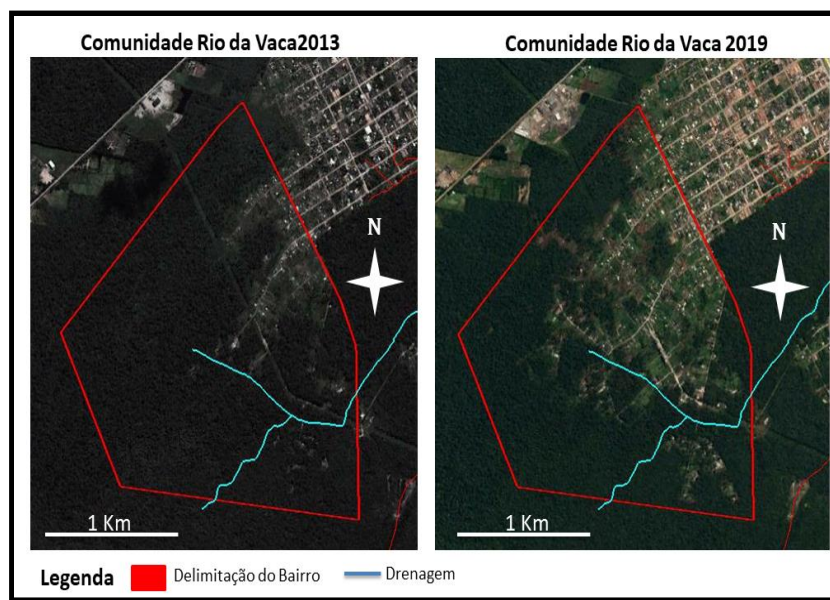 Comunidade Rio da Vaca2013
Comunidade Rio da Vaca 2019
N
N
1 Km
1 Km
Legenda
Delimitação do Bairro
Drenagem